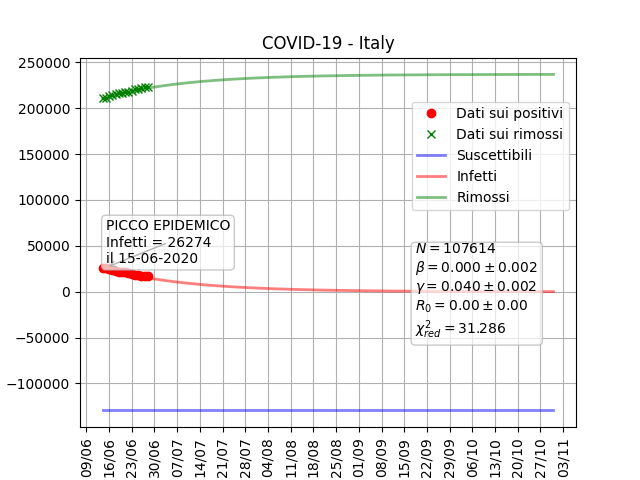 COVID-19 - Italy
250000
200000
150000
100000
50000
0
−50000
−100000
Dati sui positivi
Dati sui rimossi
Suscettibili
Infetti
Rimossi
PICCO EPIDEMICO
Infetti = 26274
il 15-06-2020
N = 107614
β = 0.000 ± 0.002
γ = 0.040 ± 0.002
R₀ = 0.00 ± 0.00
χ²red = 31.286
09/06
16/06
23/06
30/06
07/07
14/07
21/07
28/07
04/08
11/08
18/08
25/08
01/09
08/09
15/09
22/09
29/09
06/10
13/10
20/10
27/10
03/11